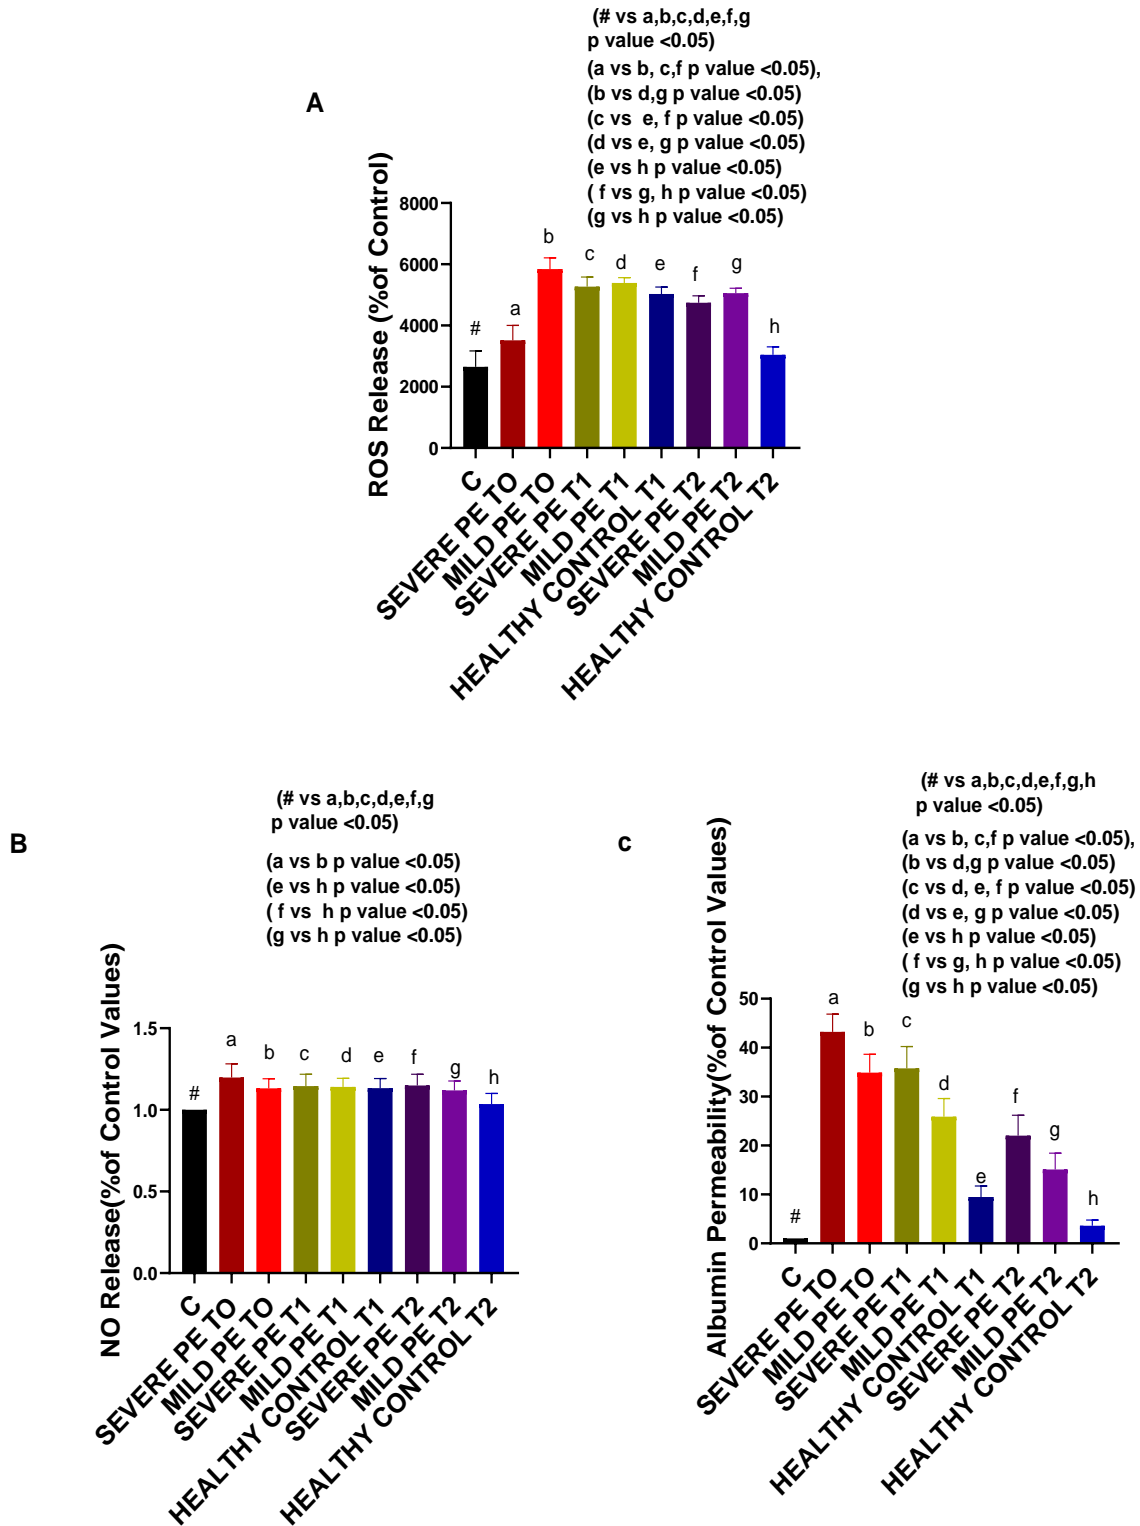 (# vs a,b,c,d,e,f,g
p value <0.05)
(a vs b, c,f p value <0.05),
(b vs d,g p value <0.05)
(c vs  e, f p value <0.05)
(d vs e, g p value <0.05)
(e vs h p value <0.05)
( f vs g, h p value <0.05)
(g vs h p value <0.05)
A
ROS Release (%of Control)
8000
6000
4000
2000
0
#
a
b
c
d
e
f
g
h
C
SEVERE PE TO
MILD PE TO
SEVERE PE T1
MILD PE T1
HEALTHY CONTROL T1
SEVERE PE T2
MILD PE T2
HEALTHY CONTROL T2
B
(# vs a,b,c,d,e,f,g
p value <0.05)
(a vs b p value <0.05)
(e vs h p value <0.05)
( f vs  h p value <0.05)
(g vs h p value <0.05)
NO Release(%of Control Values)
1.5
1.0
0.5
0.0
#
a
b
c
d
e
f
g
h
C
SEVERE PE TO
MILD PE TO
SEVERE PE T1
MILD PE T1
HEALTHY CONTROL T1
SEVERE PE T2
MILD PE T2
HEALTHY CONTROL T2
c
(# vs a,b,c,d,e,f,g,h
p value <0.05)
(a vs b, c,f p value <0.05),
(b vs d,g p value <0.05)
(c vs d, e, f p value <0.05)
(d vs e, g p value <0.05)
(e vs h p value <0.05)
( f vs g, h p value <0.05)
(g vs h p value <0.05)
Albumin Permeability(%of Control Values)
50
40
30
20
10
0
#
a
b
c
d
e
f
g
h
C
SEVERE PE TO
MILD PE TO
SEVERE PE T1
MILD PE T1
HEALTHY CONTROL T1
SEVERE PE T2
MILD PE T2
HEALTHY CONTROL T2